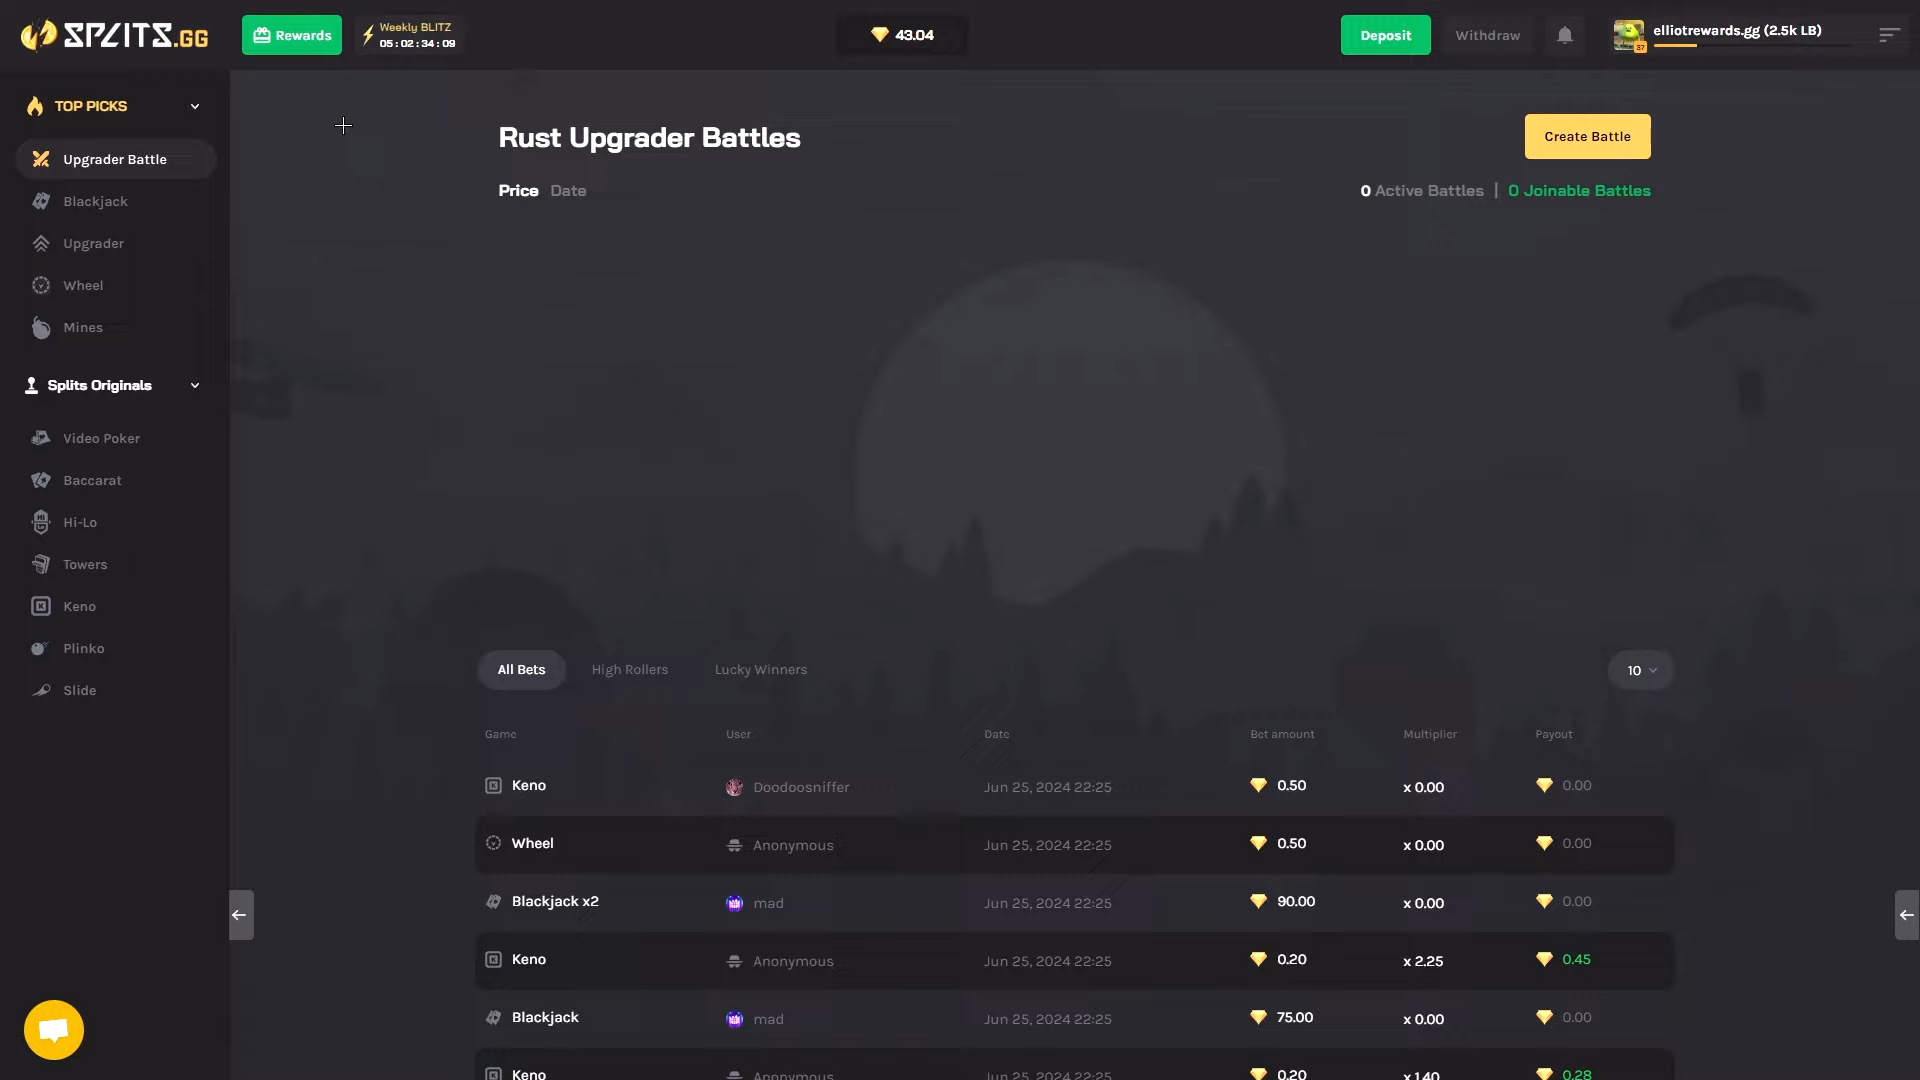 SPLITS.GG
Rewards
Weekly BLITZ
05 : 02 : 34 : 09
43.04
Deposit
Withdraw
37
elliotrewards.gg (2.5k LB)
TOP PICKS
Upgrader Battle
Blackjack
Upgrader
Wheel
Mines
Splits Originals
Video Poker
Baccarat
Hi-Lo
Towers
Keno
Plinko
Slide
Rust Upgrader Battles
Create Battle
Price Date
0 Active Battles | 0 Joinable Battles
All Bets High Rollers Lucky Winners
10
Game User Date Bet amount Multiplier Payout
Keno Doodoosniffer Jun 25, 2024 22:25 0.50 x 0.00 0.00
Wheel Anonymous Jun 25, 2024 22:25 0.50 x 0.00 0.00
Blackjack x2 mad Jun 25, 2024 22:25 90.00 x 0.00 0.00
Keno Anonymous Jun 25, 2024 22:25 0.20 x 2.25 0.45
Blackjack mad Jun 25, 2024 22:25 75.00 x 0.00 0.00
Keno Anonymous Jun 25, 2024 22:25 0.20 x 1.40 0.28